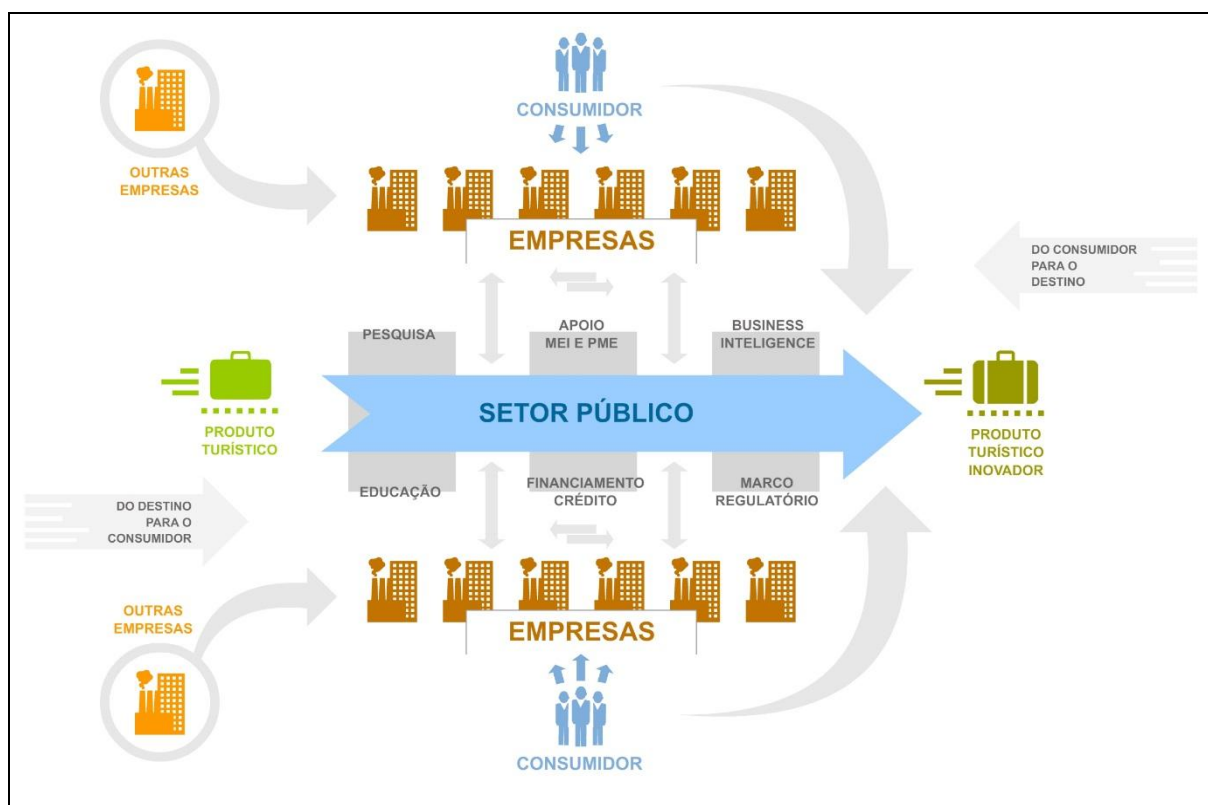 CONSUMIDOR
OUTRAS
EMPRESAS
EMPRESAS
DO CONSUMIDOR
PARA O
DESTINO
PESQUISA
APOIO
MEI E PME
BUSINESS
INTELIGENCE
SETOR PÚBLICO
PRODUTO
TURÍSTICO
PRODUTO
TURÍSTICO
INOVADOR
EDUCAÇÃO
FINANCIAMENTO
CRÉDITO
MARCO
REGULATÓRIO
DO DESTINO
PARA O
CONSUMIDOR
OUTRAS
EMPRESAS
EMPRESAS
CONSUMIDOR